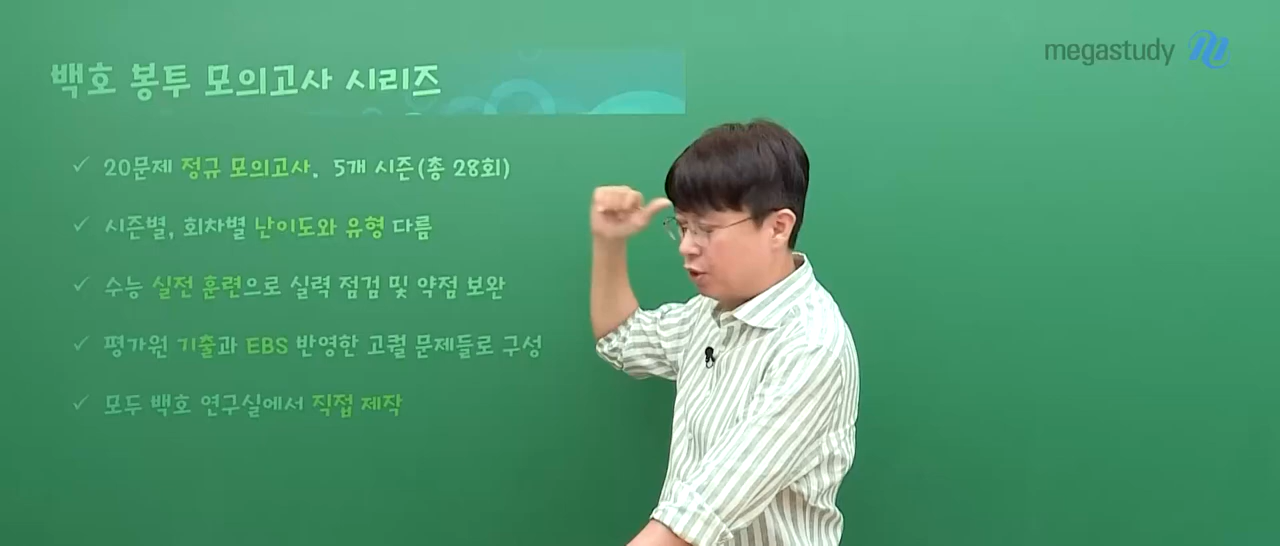 megastudy
백호 봉투 모의고사 시리즈
✓ 20문제 정규 모의고사, 5개 시즌(총 28회)
✓ 시즌별, 회차별 난이도와 유형 다름
✓ 수능 실전 훈련으로 실력 점검 및 약점 보완
✓ 평가원 기출과 EBS 반영한 고퀄 문제들로 구성
✓ 모두 백호 연구실에서 직접 제작